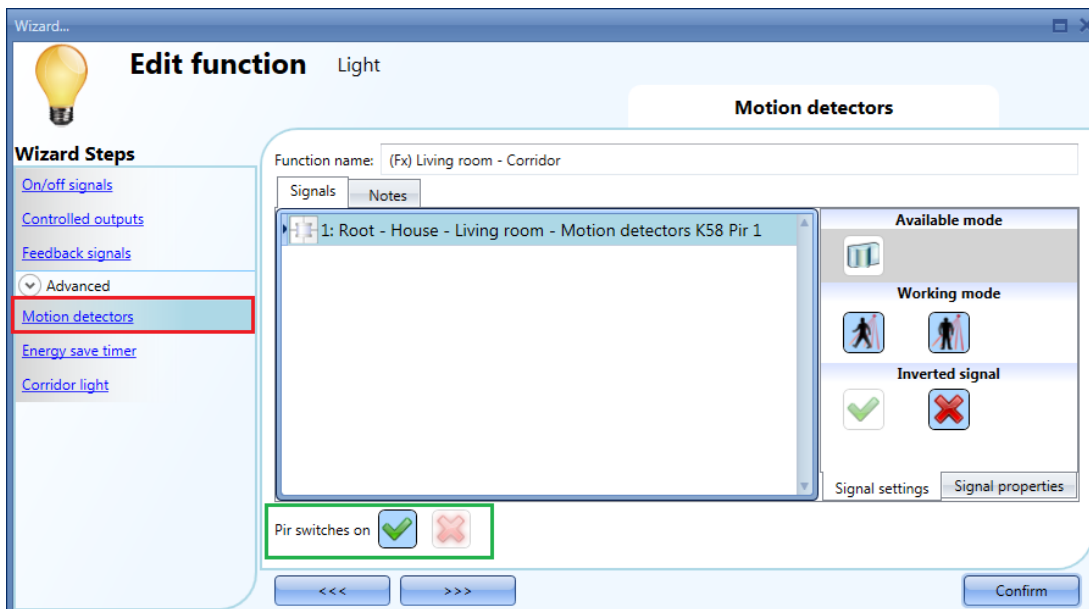 Wizard...
Edit function Light
Motion detectors
Wizard Steps
On/off signals
Controlled outputs
Feedback signals
Advanced
Motion detectors
Energy save timer
Corridor light
Function name: (Fx) Living room - Corridor
Signals Notes
1: Root - House - Living room - Motion detectors K58 Pir 1
Available mode
Working mode
Inverted signal
Signal settings Signal properties
Pir switches on
<<< >>> Confirm